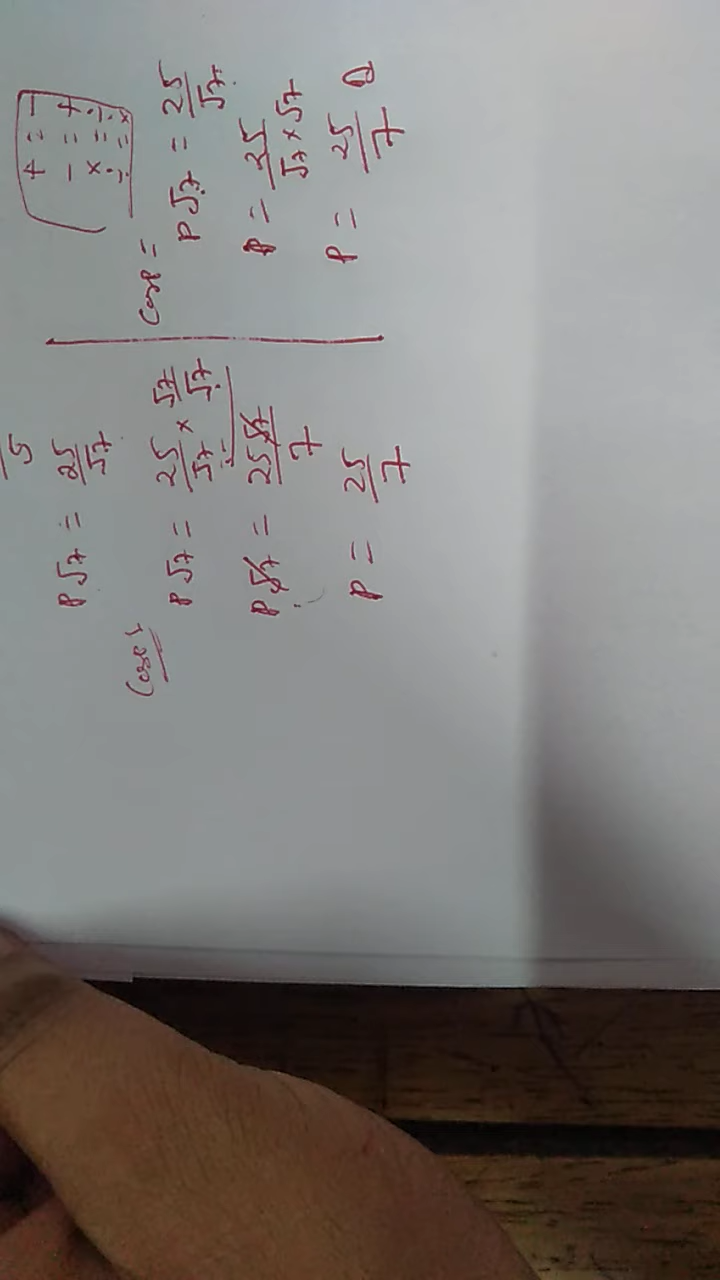 5
P√7 = 25/√7
Case 1
P√7 = 25/√7 × √7/√7
P√7 = 25√7/7
P = 25/7
+ = -
- = +
× = ÷
÷ = ×
Case =
P√7 = 25/√7
P = 25/√7 × √7
P = 25/7